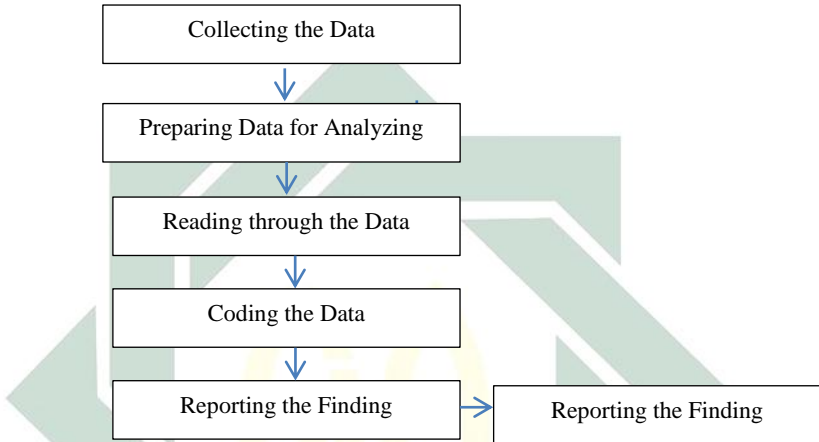 Collecting the Data
Preparing Data for Analyzing
Reading through the Data
Coding the Data
Reporting the Finding
Reporting the Finding